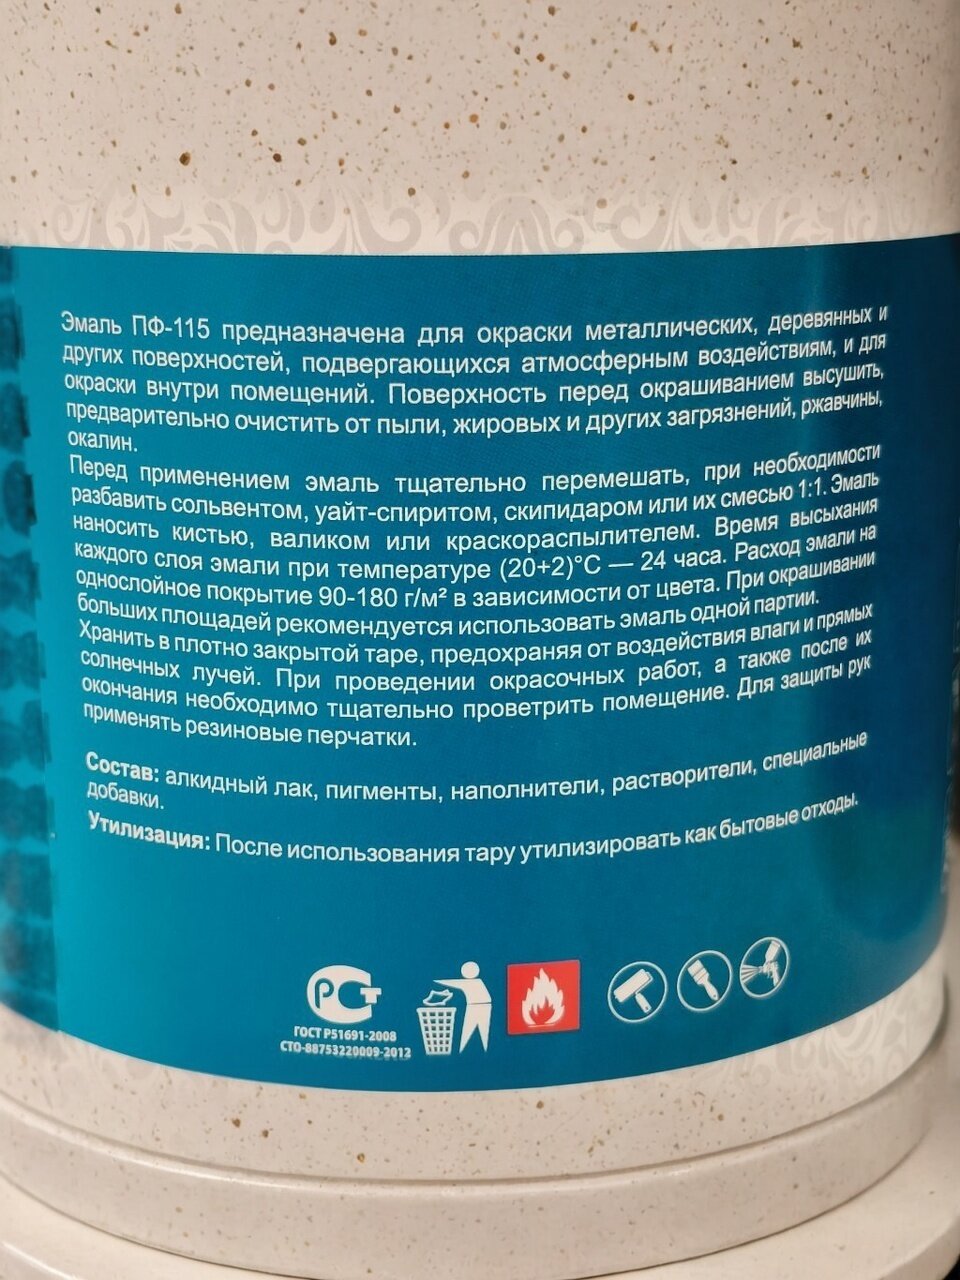 Эмаль ПФ-115 предназначена для окраски металлических, деревянных и
других поверхностей, подвергающихся атмосферным воздействиям, и для
окраски внутри помещений. Поверхность перед окрашиванием высушить,
предварительно очистить от пыли, жировых и других загрязнений, ржавчины,
окалин.
Перед применением эмаль тщательно перемешать, при необходимости
разбавить сольвентом, уайт-спиритом, скипидаром или их смесью 1:1. Эмаль
наносить кистью, валиком или краскораспылителем. Время высыхания
каждого слоя эмали при температуре (20+2)°С — 24 часа. Расход эмали на
однослойное покрытие 90-180 г/м² в зависимости от цвета. При окрашивании
больших площадей рекомендуется использовать эмаль одной партии.
Хранить в плотно закрытой таре, предохраняя от воздействия влаги и прямых
солнечных лучей. При проведении окрасочных работ, а также после их
окончания необходимо тщательно проветрить помещение. Для защиты рук
применять резиновые перчатки.
Состав: алкидный лак, пигменты, наполнители, растворители, специальные
добавки.
Утилизация: После использования тару утилизировать как бытовые отходы.
РСТ
ГОСТ Р51691-2008
СТО-88753220009-2012